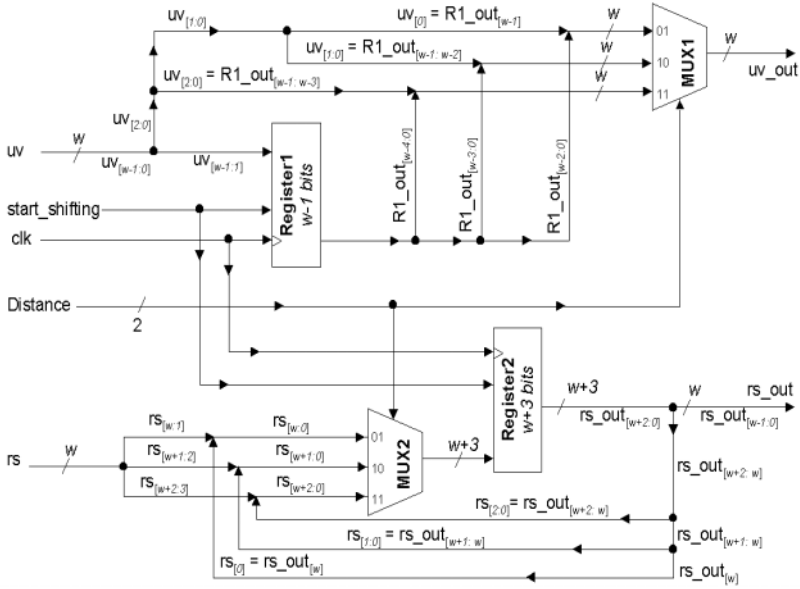 uv[1:0]
uv[0] = R1_out[w-1]
w
01
uv[1:0] = R1_out[w-1: w-2]
w
10
MUX1
w
uv_out
uv[2:0] = R1_out[w-1: w-3]
w
11
uv[2:0]
uv
w
uv[w-1:0]
uv[w-1:1]
Register1
w-1 bits
R1_out[w-4:0]
R1_out[w-3:0]
R1_out[w-2:0]
start_shifting
clk
Distance
2
Register2
w+3 bits
w+3
rs_out[w+2:0]
w
rs_out
rs_out[w-1:0]
rs[w:1]
rs[w:0]
01
rs
w
rs[w+1:2]
rs[w+1:0]
10
MUX2
w+3
rs[w+2:3]
rs[w+2:0]
11
rs_out[w+2: w]
rs[2:0]= rs_out[w+2: w]
rs[1:0] = rs_out[w+1: w]
rs_out[w+1: w]
rs[0] = rs_out[w]
rs_out[w]